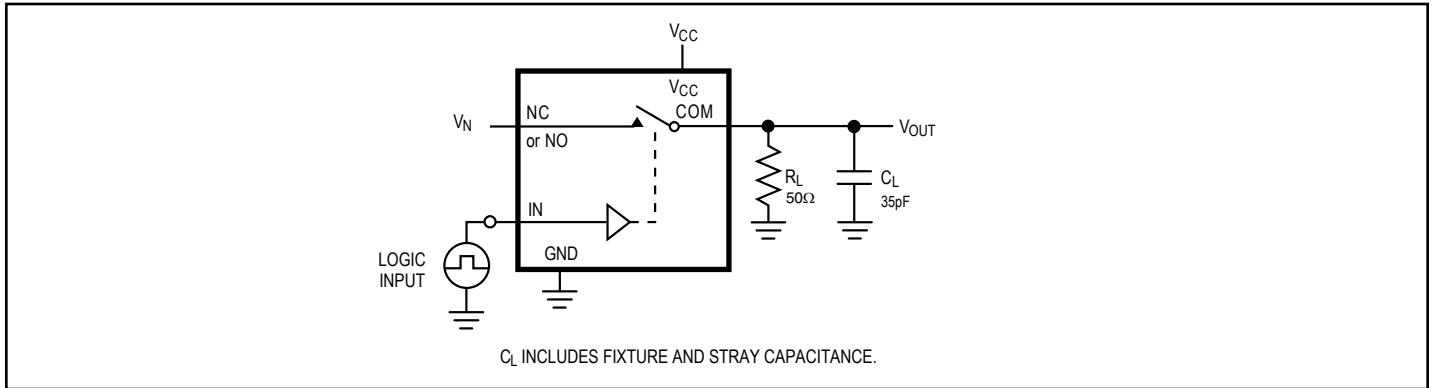 VCC
VCC
NC
COM
VN
VOUT
or NO
RL
50Ω
CL
35pF
IN
GND
LOGIC
INPUT
CL INCLUDES FIXTURE AND STRAY CAPACITANCE.